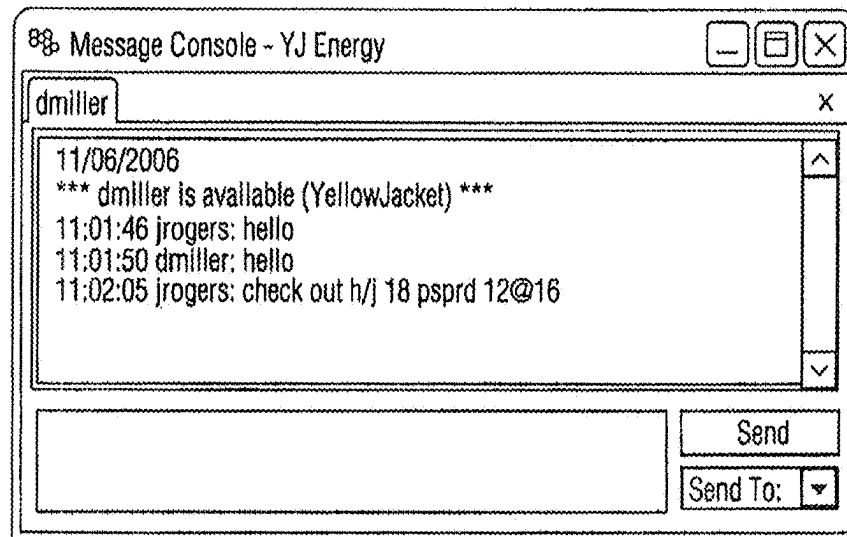 Message Console - YJ Energy
dmiller
11/06/2006
*** dmiller is available (YellowJacket) ***
11:01:46 jrogers: hello
11:01:50 dmiller: hello
11:02:05 jrogers: check out h/j 18 psprd 12@16
Send
Send To: